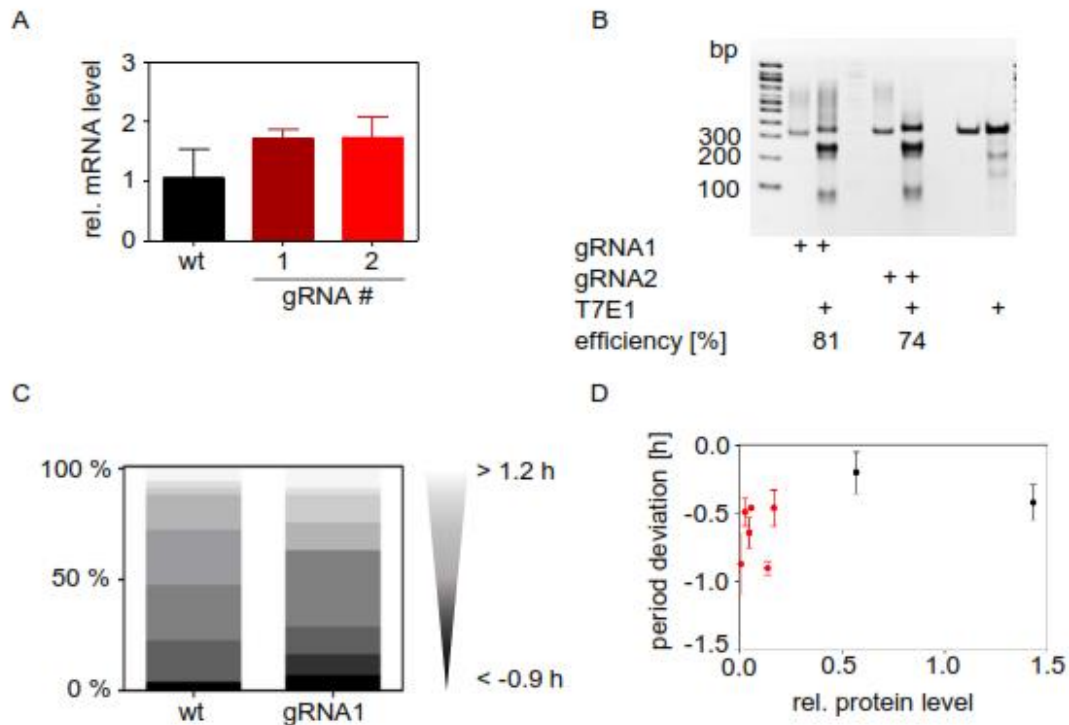 A
rel. mRNA level
3
2
1
0
wt
1
2
gRNA #
B
bp
300
200
100
gRNA1 + +
gRNA2 + +
T7E1 + + +
efficiency [%] 81 74
C
100 %
50 %
0 %
wt
gRNA1
> 1.2 h
< -0.9 h
D
period deviation [h]
0.0
-0.5
-1.0
-1.5
0.0
0.5
1.0
1.5
rel. protein level